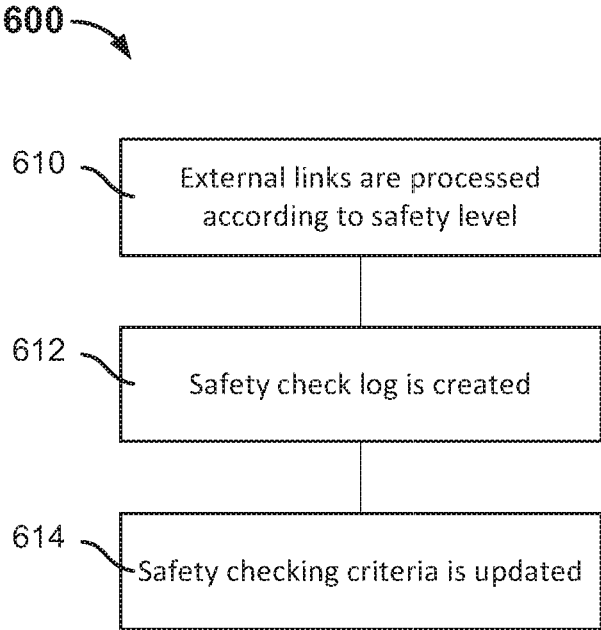 600
610
External links are processed
according to safety level
612
Safety check log is created
614
Safety checking criteria is updated